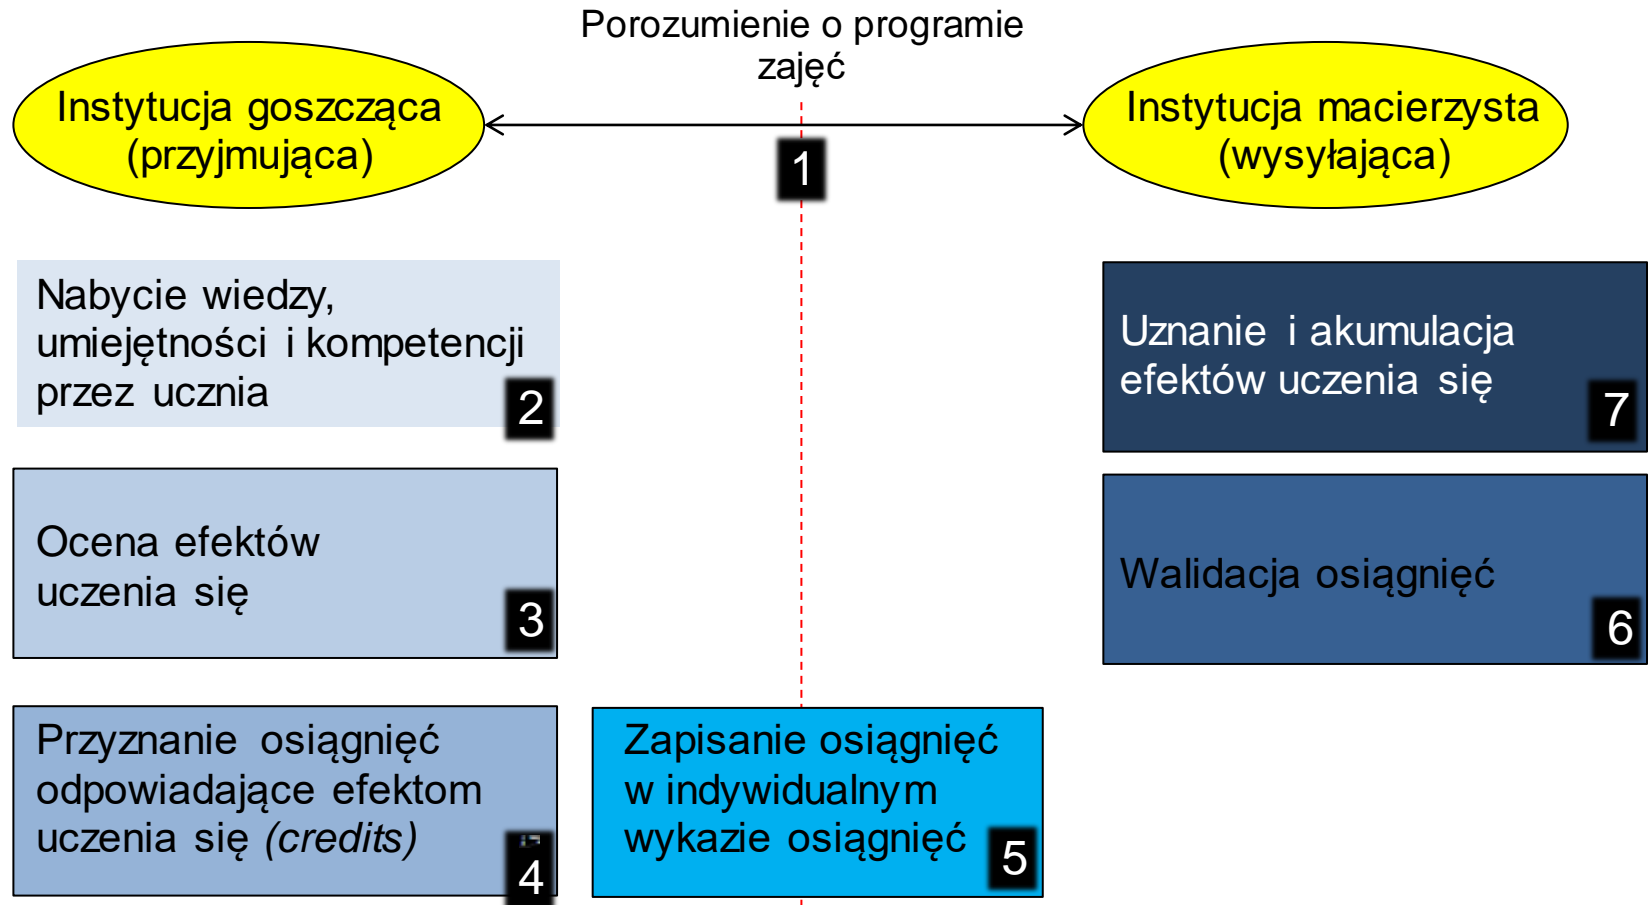 Porozumienie o programie
zajęć
Instytucja goszcząca
(przyjmująca)
1
Instytucja macierzysta
(wysyłająca)
Nabycie wiedzy,
umiejętności i kompetencji
przez ucznia
2
Ocena efektów
uczenia się
3
Przyznanie osiągnięć
odpowiadające efektom
uczenia się (credits)
4
Zapisanie osiągnięć
w indywidualnym
wykazie osiągnięć
5
Walidacja osiągnięć
6
Uznanie i akumulacja
efektów uczenia się
7